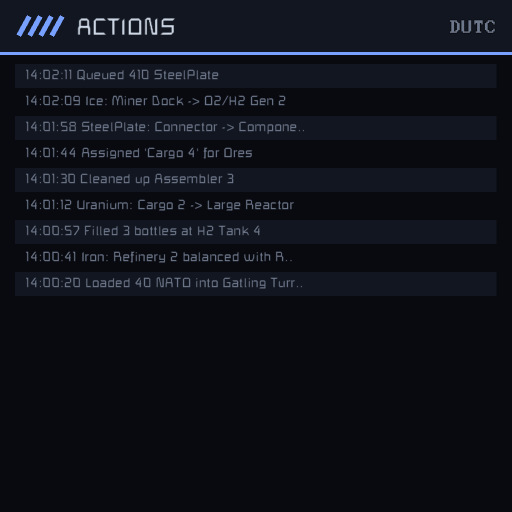 ACTIONS
DUTC
14:02:11 Queued 410 SteelPlate
14:02:09 Ice: Miner Dock -> O2/H2 Gen 2
14:01:58 SteelPlate: Connector -> Compone..
14:01:44 Assigned 'Cargo 4' for Ores
14:01:30 Cleaned up Assembler 3
14:01:12 Uranium: Cargo 2 -> Large Reactor
14:00:57 Filled 3 bottles at H2 Tank 4
14:00:41 Iron: Refinery 2 balanced with R..
14:00:20 Loaded 40 NATO into Gatling Turr..